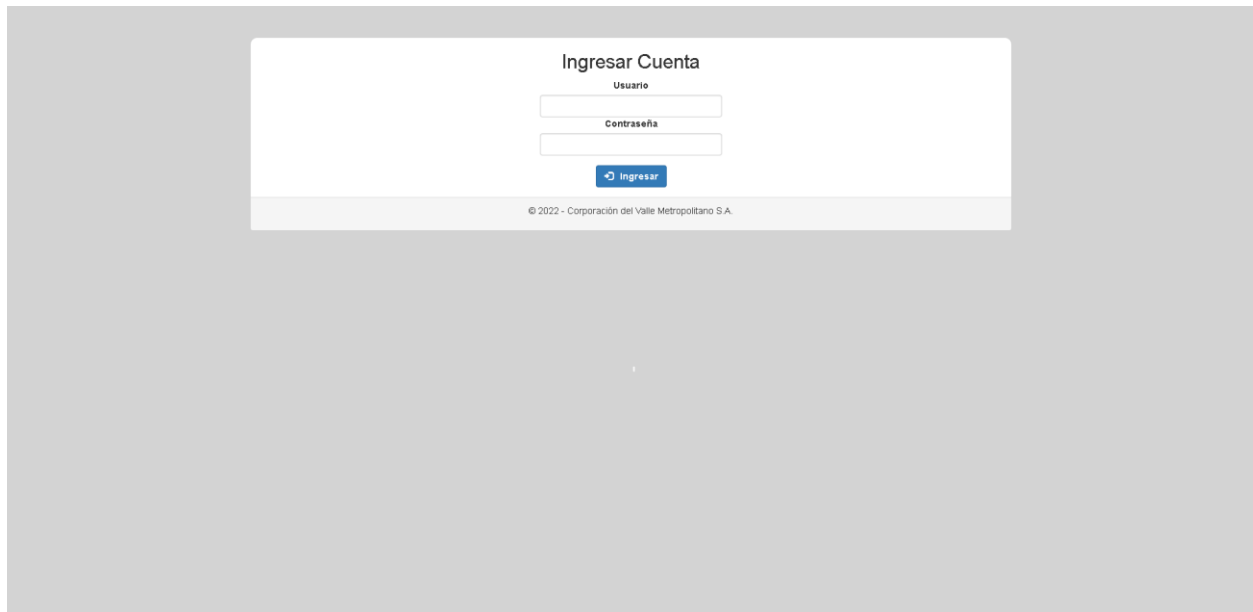 Ingresar Cuenta
Usuario
Contraseña
Ingresar
© 2022 - Corporación del Valle Metropolitano S.A.